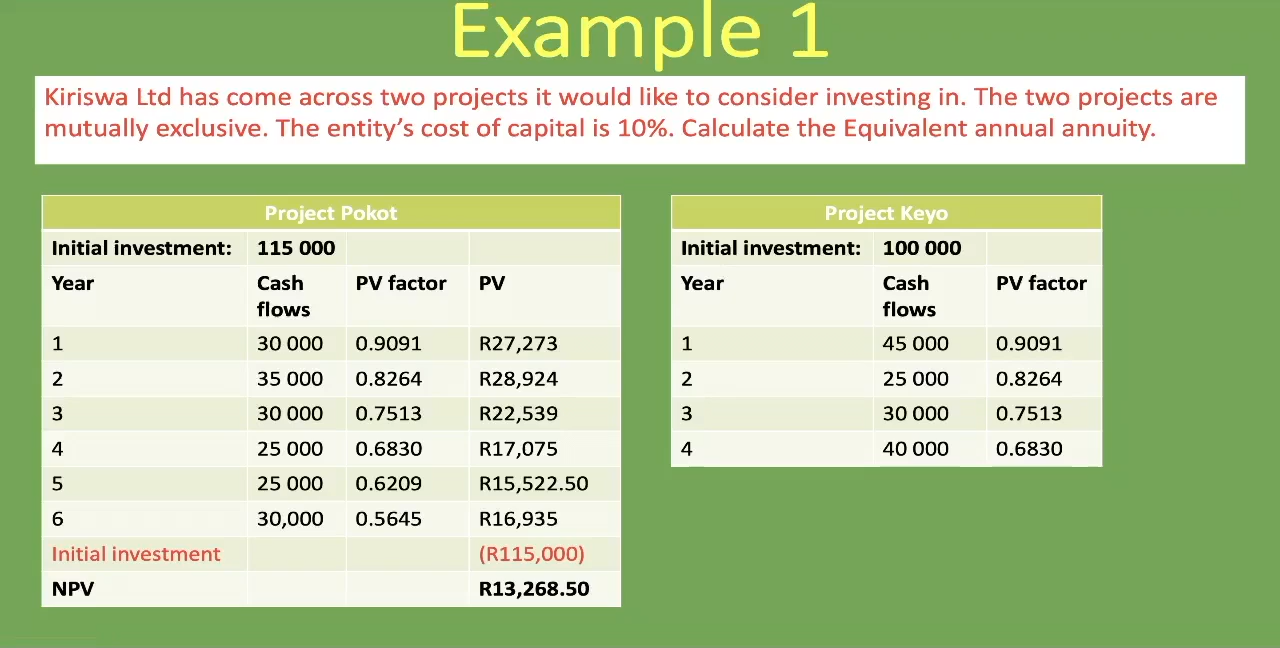 Example 1
Kiriswa Ltd has come across two projects it would like to consider investing in. The two projects are
mutually exclusive. The entity’s cost of capital is 10%. Calculate the Equivalent annual annuity.
Project Pokot
Initial investment: 115 000
Year Cash flows PV factor PV
1 30 000 0.9091 R27,273
2 35 000 0.8264 R28,924
3 30 000 0.7513 R22,539
4 25 000 0.6830 R17,075
5 25 000 0.6209 R15,522.50
6 30,000 0.5645 R16,935
Initial investment (R115,000)
NPV R13,268.50
Project Keyo
Initial investment: 100 000
Year Cash flows PV factor
1 45 000 0.9091
2 25 000 0.8264
3 30 000 0.7513
4 40 000 0.6830